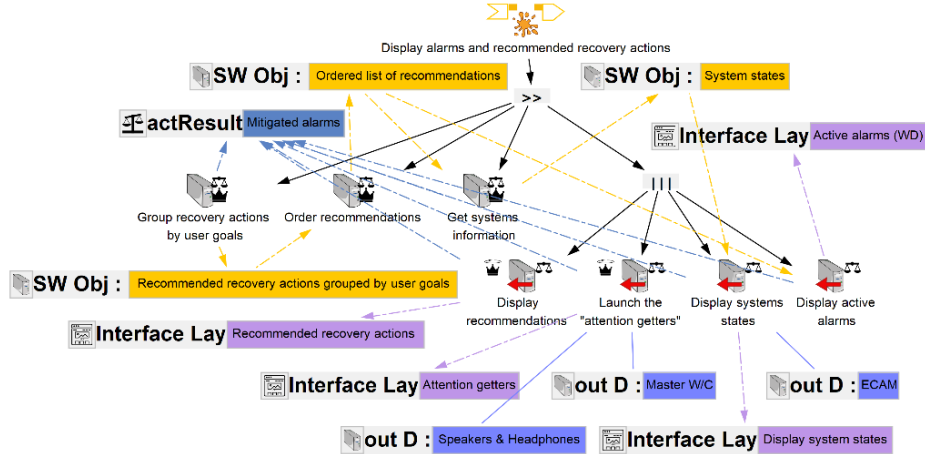 Display alarms and recommended recovery actions
SW Obj : Ordered list of recommendations
SW Obj : System states
>>
actResult Mitigated alarms
Interface Lay Active alarms (WD)
|||
Group recovery actions
by user goals
Order recommendations
Get systems
information
SW Obj : Recommended recovery actions grouped by user goals
Display
recommendations
Launch the
"attention getters"
Display systems
states
Display active
alarms
Interface Lay Recommended recovery actions
Interface Lay Attention getters
out D : Master W/C
out D : ECAM
out D : Speakers & Headphones
Interface Lay Display system states